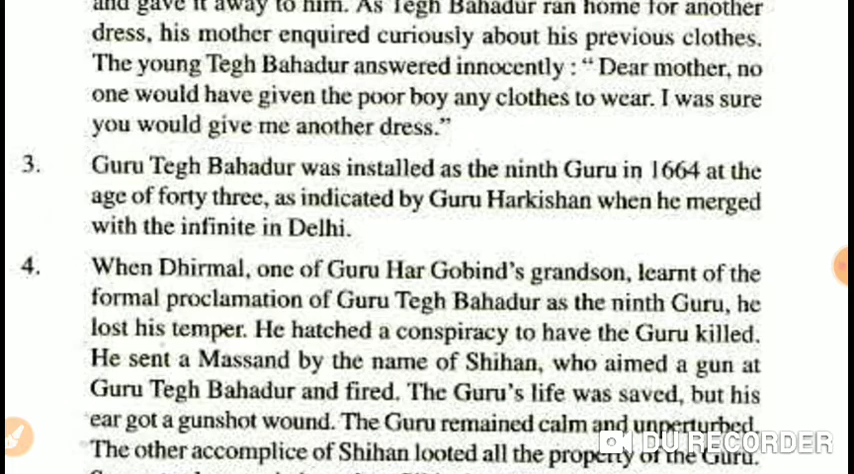 and gave it away to him. As Tegh Bahadur ran home for another
dress, his mother enquired curiously about his previous clothes.
The young Tegh Bahadur answered innocently : “ Dear mother, no
one would have given the poor boy any clothes to wear. I was sure
you would give me another dress.”
3. Guru Tegh Bahadur was installed as the ninth Guru in 1664 at the
age of forty three, as indicated by Guru Harkishan when he merged
with the infinite in Delhi.
4. When Dhirmal, one of Guru Har Gobind’s grandson, learnt of the
formal proclamation of Guru Tegh Bahadur as the ninth Guru, he
lost his temper. He hatched a conspiracy to have the Guru killed.
He sent a Massand by the name of Shihan, who aimed a gun at
Guru Tegh Bahadur and fired. The Guru’s life was saved, but his
ear got a gunshot wound. The Guru remained calm and unperturbed.
The other accomplice of Shihan looted all the property of the Guru.
DU RECORDER